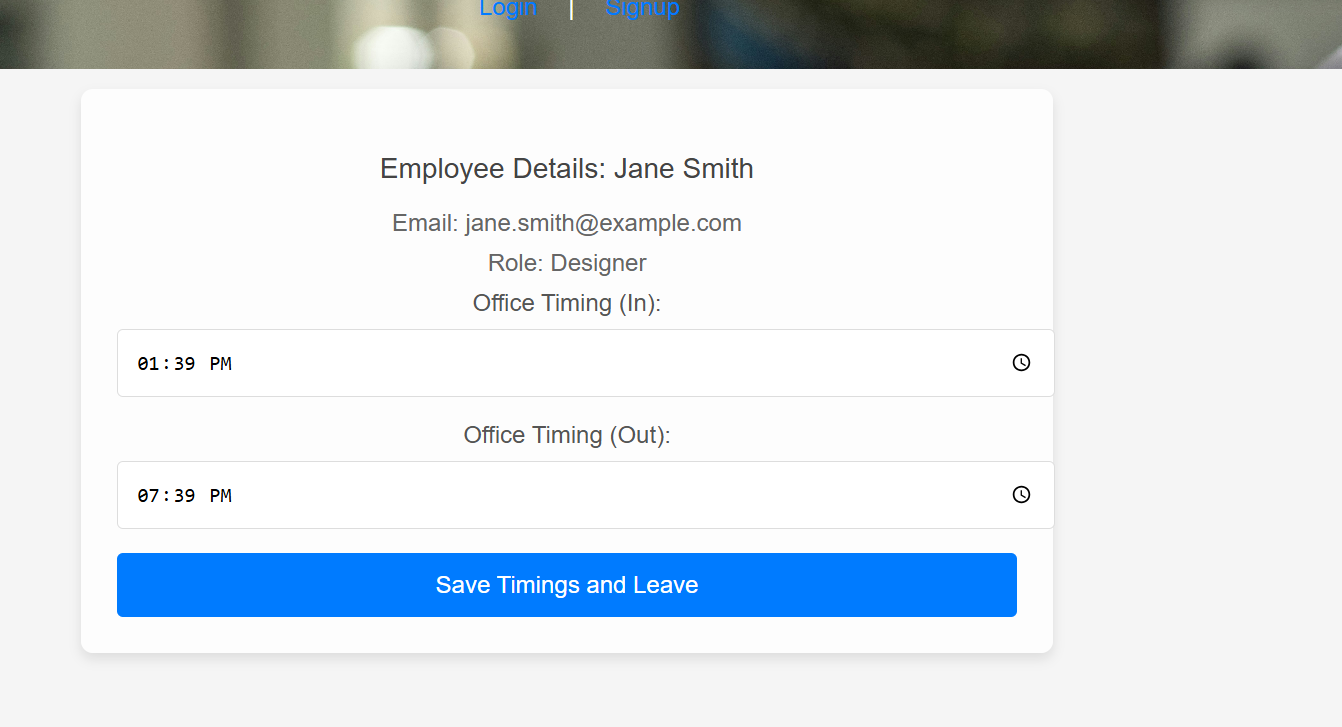 Login | Signup
Employee Details: Jane Smith
Email: jane.smith@example.com
Role: Designer
Office Timing (In):
01:39 PM
Office Timing (Out):
07:39 PM
Save Timings and Leave